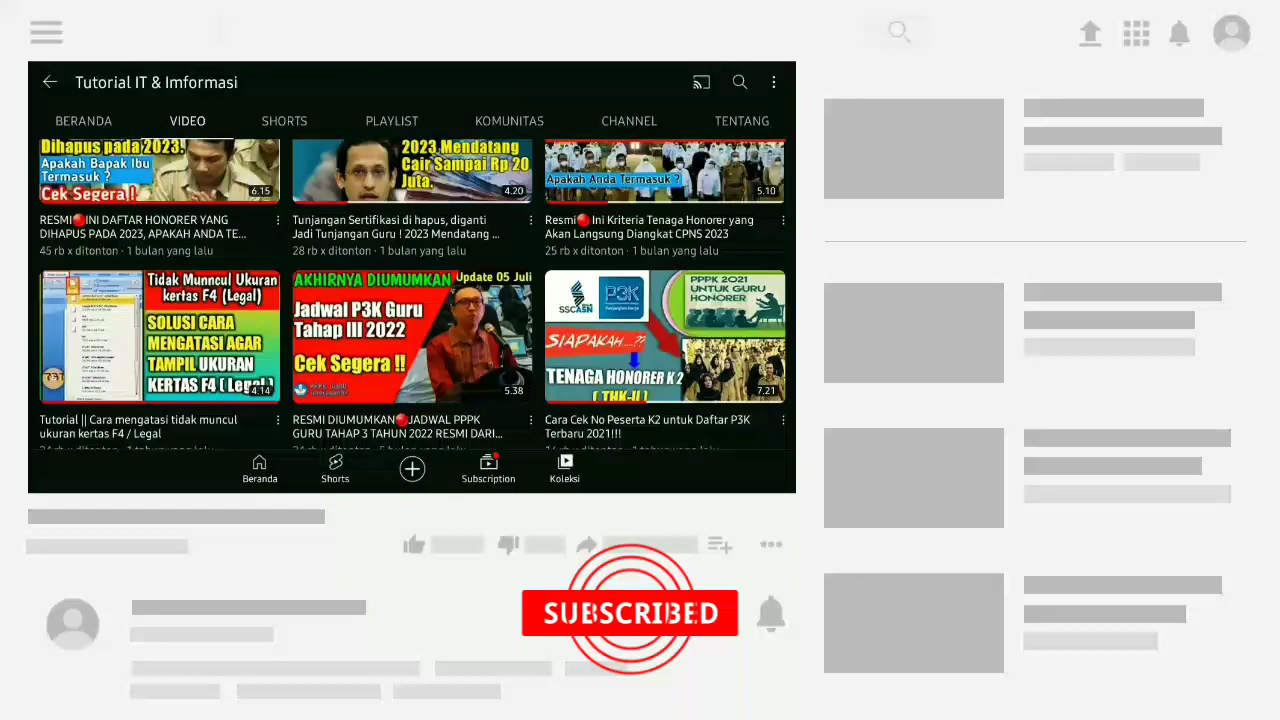 Tutorial IT & Imformasi
BERANDA VIDEO SHORTS PLAYLIST KOMUNITAS CHANNEL TENTANG
Dihapus pada 2023.
Apakah Bapak Ibu
Termasuk ?
Cek Segera !
6.15
2023 Mendatang
Cair Sampai Rp 20
Juta.
4.20
Apakah Anda Termasuk ?
5.10
RESMI🔴INI DAFTAR HONORER YANG
DIHAPUS PADA 2023, APAKAH ANDA TE...
45 rb x ditonton · 1 bulan yang lalu
Tunjangan Sertifikasi di hapus, diganti
Jadi Tunjangan Guru ! 2023 Mendatang ...
28 rb x ditonton · 1 bulan yang lalu
Resmi🔴 Ini Kriteria Tenaga Honorer yang
Akan Langsung Diangkat CPNS 2023
25 rb x ditonton · 1 bulan yang lalu
Tidak Munncul Ukuran
kertas F4 (Legal)
SOLUSI CARA
MENGATASI AGAR
TAMPIL UKURAN
KERTAS F4 ( Legal )
4.14
AKHIRNYA DIUMUMKAN Update 05 Juli
Jadwal P3K Guru
Tahap III 2022
Cek Segera !!
5.38
SSCASN
P3K
PPPK 2021
UNTUK GURU
HONORER
SIAPAKAH....??
TENAGA HONORER K 2
( THK-II )
7.21
Tutorial || Cara mengatasi tidak muncul
ukuran kertas F4 / Legal
RESMI DIUMUMKAN🔴JADWAL PPPK
GURU TAHAP 3 TAHUN 2022 RESMI DARI...
Cara Cek No Peserta K2 untuk Daftar P3K
Terbaru 2021!!!
Beranda Shorts Subscription Koleksi
SUBSCRIBED